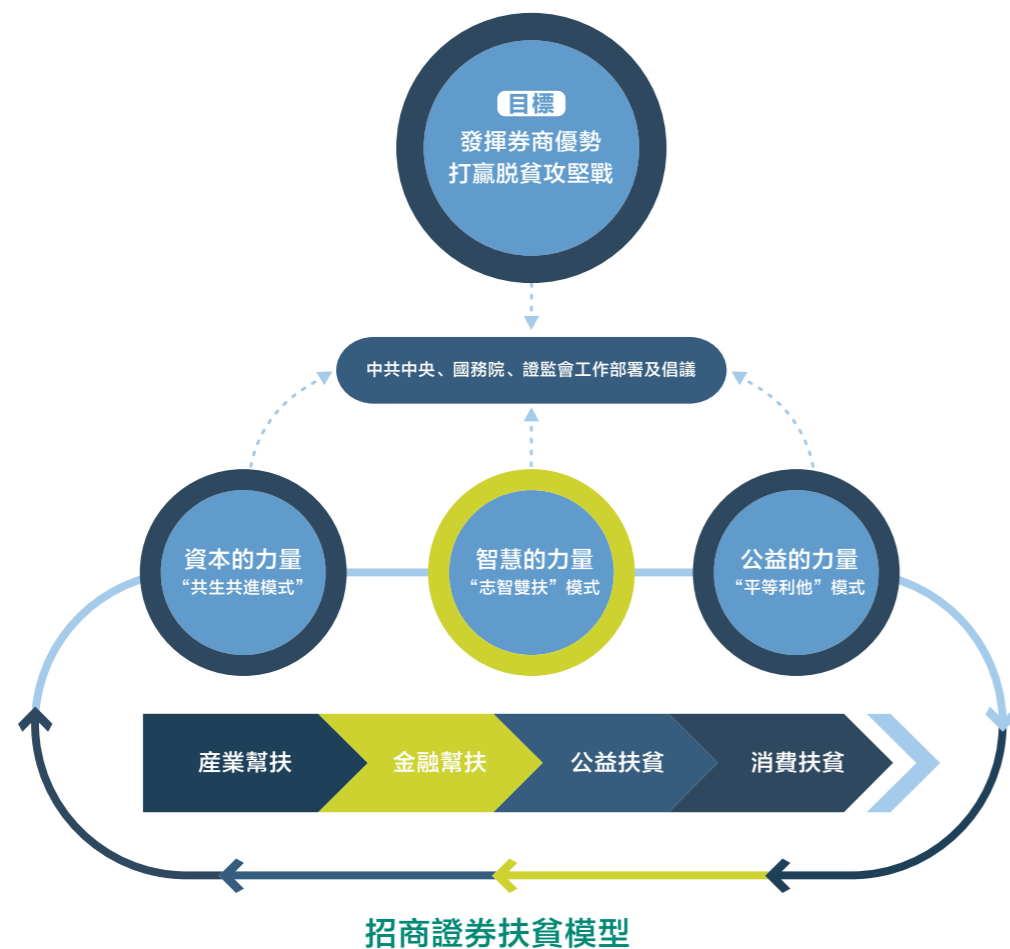 目標
發揮券商優勢
打贏脱貧攻堅戰
中共中央、國務院、證監會工作部署及倡議
資本的力量
“共生共進模式”
智慧的力量
“志智雙扶”模式
公益的力量
“平等利他”模式
産業幫扶
金融幫扶
公益扶貧
消費扶貧
招商證券扶貧模型